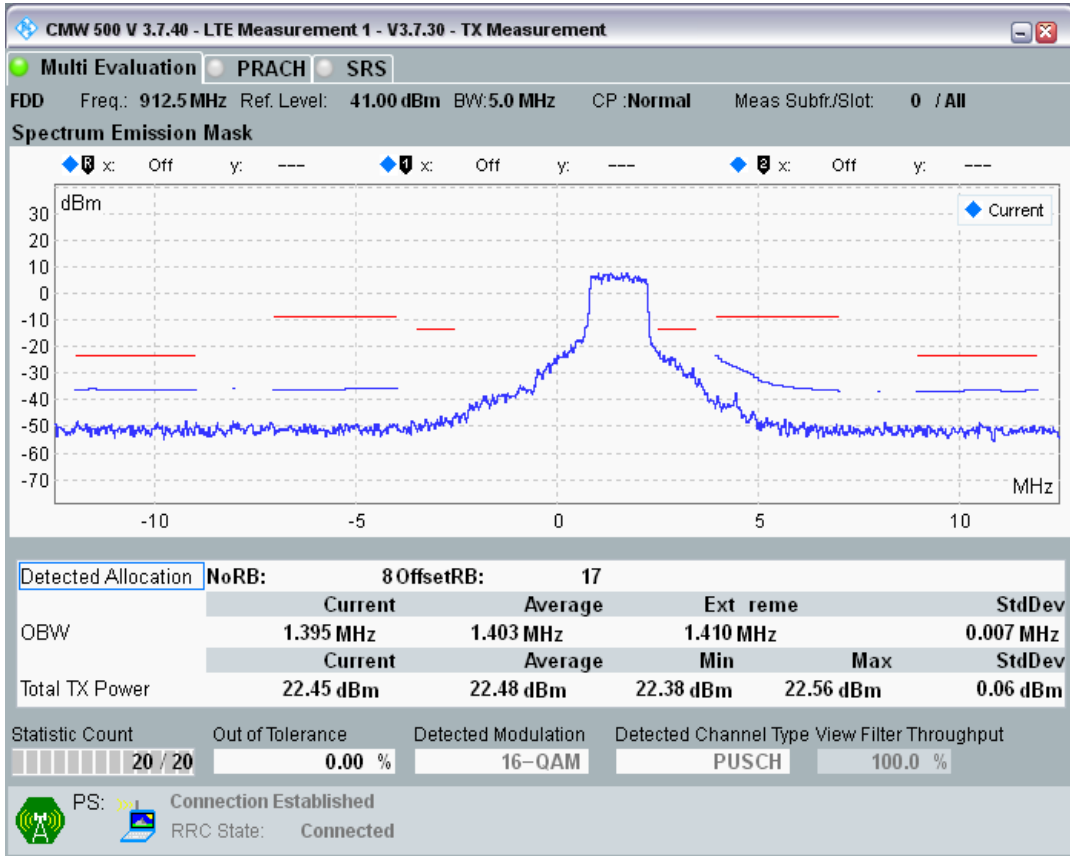 CMW 500 V 3.7.40 - LTE Measurement 1 - V3.7.30 - TX Measurement
Multi Evaluation PRACH SRS
FDD Freq.: 912.5 MHz Ref. Level: 41.00 dBm BW: 5.0 MHz CP : Normal Meas Subfr./Slot: 0 / All
Spectrum Emission Mask
R x: Off y: --- 1 x: Off y: --- 2 x: Off y: ---
dBm
Current
30
20
10
0
-10
-20
-30
-40
-50
-60
-70
MHz
-10 -5 0 5 10
Detected Allocation NoRB: 8 OffsetRB: 17
Current Average Ext reme StdDev
OBW 1.395 MHz 1.403 MHz 1.410 MHz 0.007 MHz
Current Average Min Max StdDev
Total TX Power 22.45 dBm 22.48 dBm 22.38 dBm 22.56 dBm 0.06 dBm
Statistic Count Out of Tolerance Detected Modulation Detected Channel Type View Filter Throughput
20 / 20 0.00 % 16-QAM PUSCH 100.0 %
PS: Connection Established
RRC State: Connected